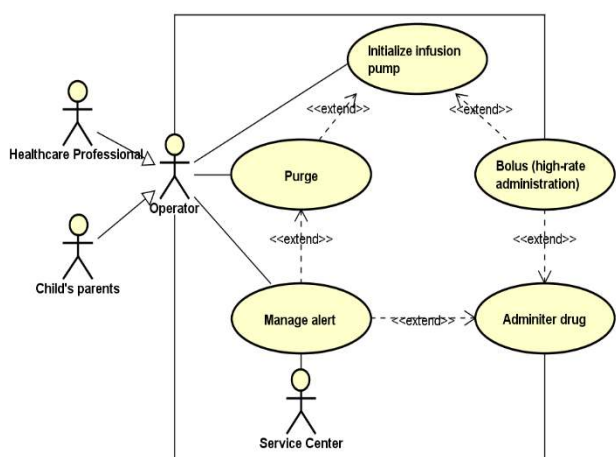 Initialize infusion
pump
<<extend>>
<<extend>>
Healthcare Professional
Purge
Bolus (high-rate
administration)
Operator
<<extend>>
<<extend>>
Child's parents
Manage alert
<<extend>>
Adminiter drug
Service Center